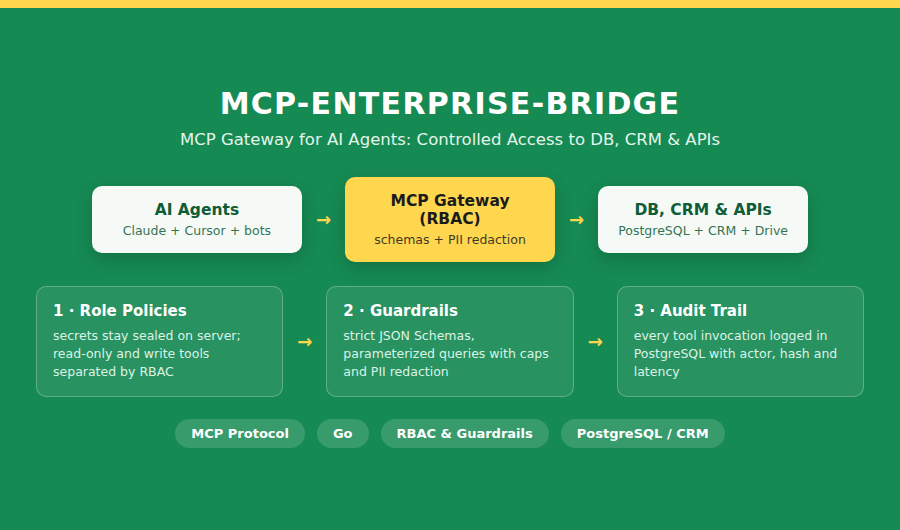 MCP-ENTERPRISE-BRIDGE
MCP Gateway for AI Agents: Controlled Access to DB, CRM & APIs
AI Agents
Claude + Cursor + bots
→
MCP Gateway
(RBAC)
schemas + PII redaction
→
DB, CRM & APIs
PostgreSQL + CRM + Drive
1 · Role Policies
secrets stay sealed on server;
read-only and write tools
separated by RBAC
→
2 · Guardrails
strict JSON Schemas,
parameterized queries with caps
and PII redaction
→
3 · Audit Trail
every tool invocation logged in
PostgreSQL with actor, hash and
latency
MCP Protocol
Go
RBAC & Guardrails
PostgreSQL / CRM